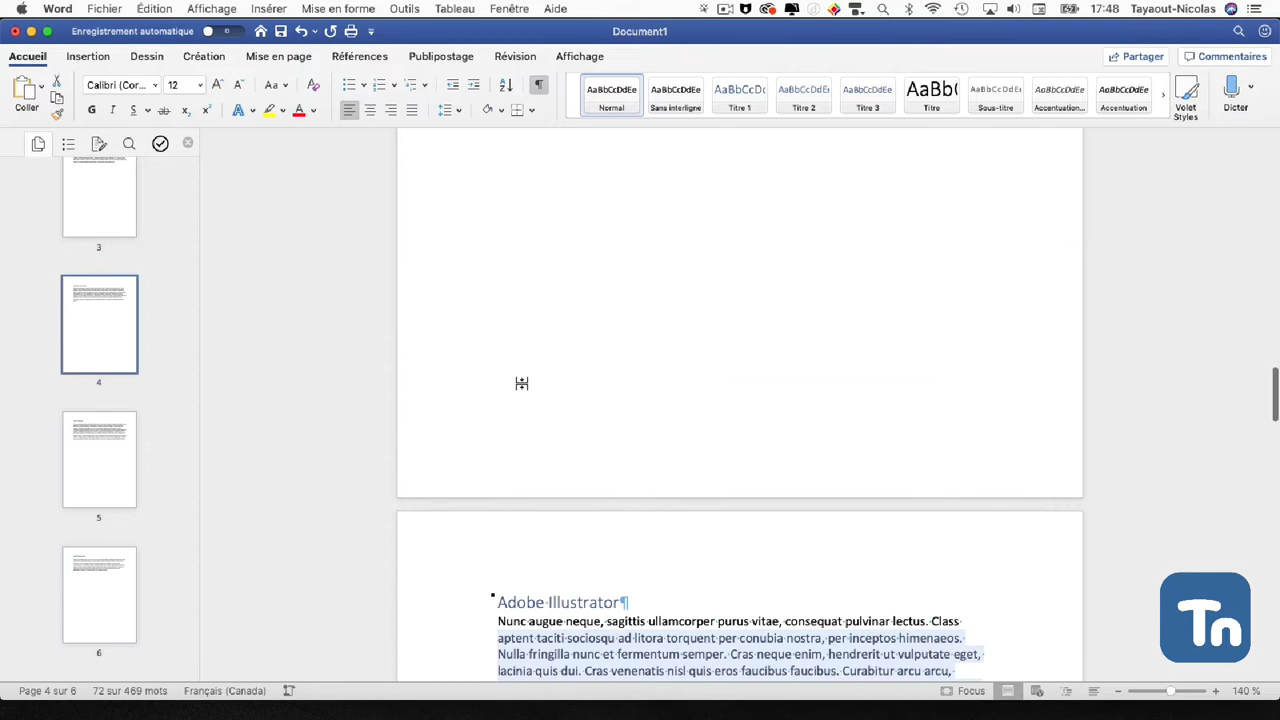 Word Fichier Édition Affichage Insérer Mise en forme Outils Tableau Fenêtre Aide 17:48 Tayaout-Nicolas
Enregistrement automatique Document1
Accueil Insertion Dessin Création Mise en page Références Publipostage Révision Affichage Partager Commentaires
Coller Calibri (Cor... 12 A A Aa A
G I S ab x₂ x² A A
AaBbCcDdEe AaBbCcDdEe AaBbCcDc AaBbCcDdEe AaBbCcDdEe AaBbCcD AaBbCcDdEe AaBbCcDdEe AaBbCcDdEe
Normal Sans interligne Titre 1 Titre 2 Titre 3 Titre Sous-titre Accentuation... Accentuation
Volet Styles
Dicter
3
4
5
6
Adobe·Illustrator¶
Nunc·augue·neque,·sagittis·ullamcorper·purus·vitae,·consequat·pulvinar·lectus.·Class·
aptent·taciti·sociosqu·ad·litora·torquent·per·conubia·nostra,·per·inceptos·himenaeos.·
Nulla·fringilla·nunc·et·fermentum·semper.·Cras·neque·enim,·hendrerit·ut·vulputate·eget,·
lacinia·quis·dui.·Cras·venenatis·nisl·quis·eros·faucibus·faucibus.·Curabitur·arcu·arcu,·
Tn
Page 4 sur 6 72 sur 469 mots Français (Canada) Focus 140 %